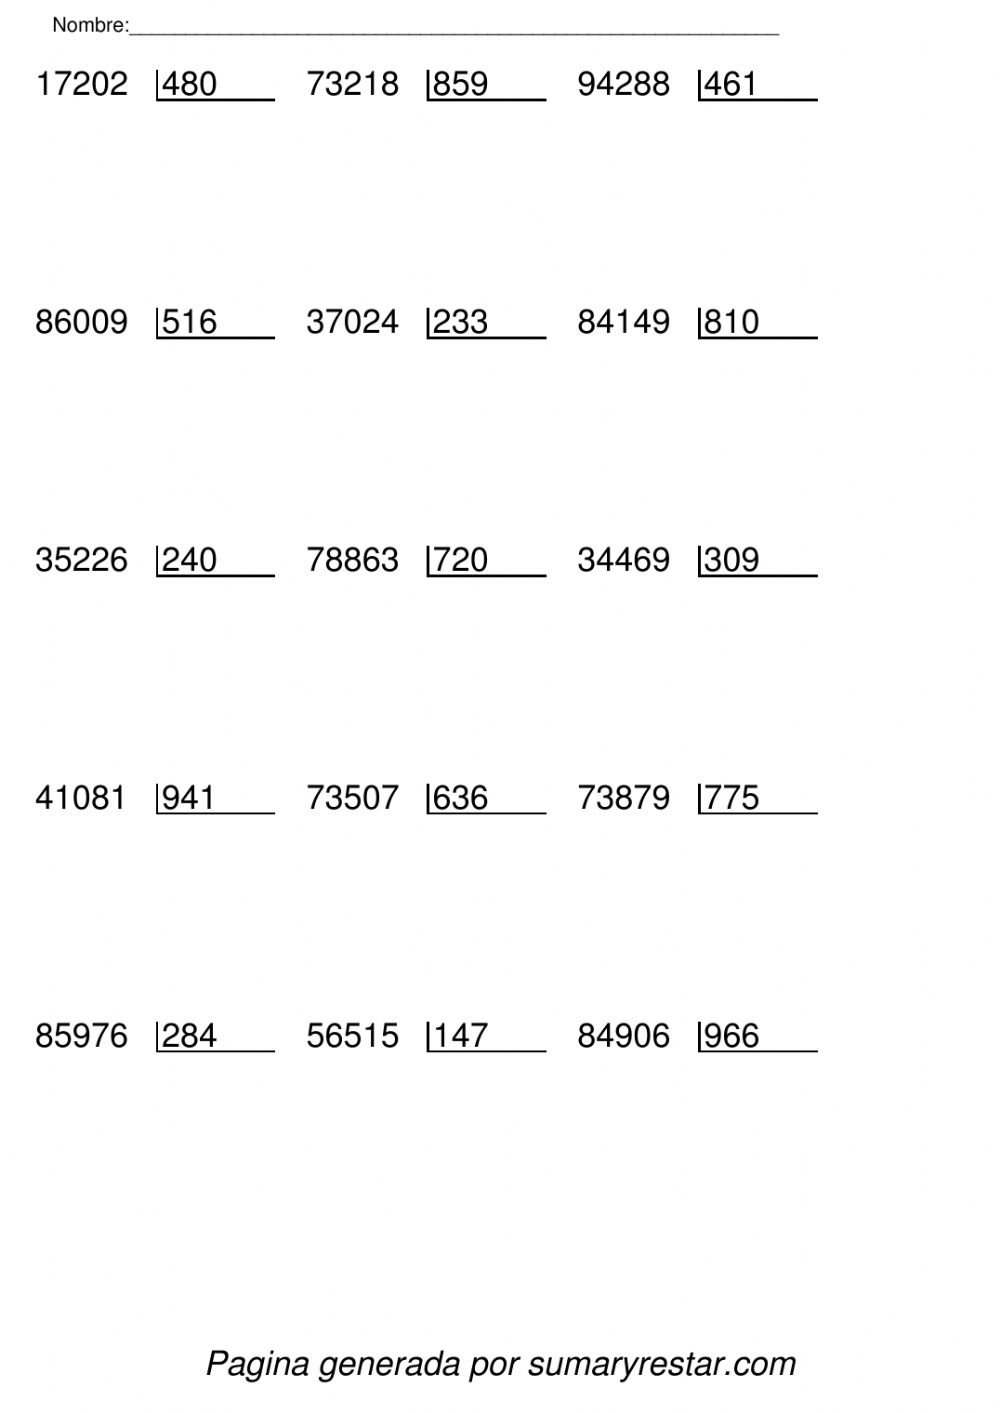 Nombre:___________________________________________________________
17202 480 73218 859 94288 461
86009 516 37024 233 84149 810
35226 240 78863 720 34469 309
41081 941 73507 636 73879 775
85976 284 56515 147 84906 966
Pagina generada por sumaryrestar.com